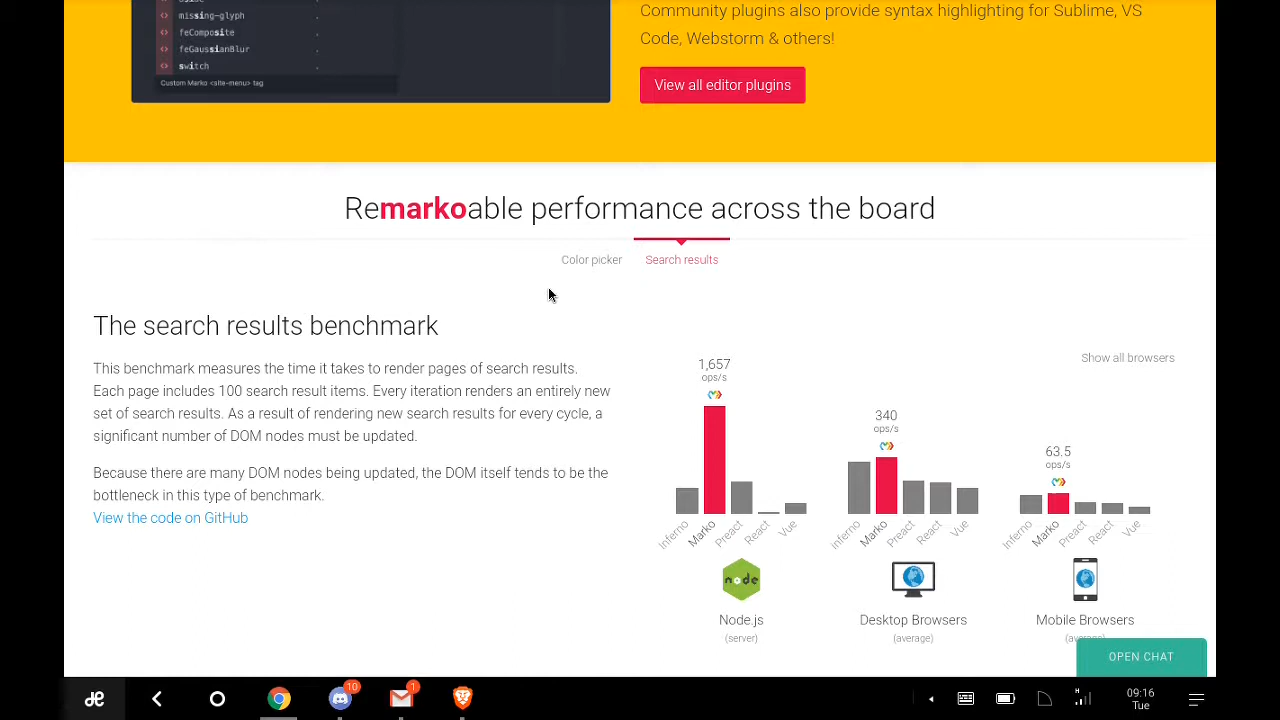 missing-glyph
feComposite
feGaussianBlur
switch
Custom Marko <site-menu> tag
Community plugins also provide syntax highlighting for Sublime, VS
Code, Webstorm & others!
View all editor plugins
Remarkoable performance across the board
Color picker
Search results
The search results benchmark
This benchmark measures the time it takes to render pages of search results.
Each page includes 100 search result items. Every iteration renders an entirely new
set of search results. As a result of rendering new search results for every cycle, a
significant number of DOM nodes must be updated.
Because there are many DOM nodes being updated, the DOM itself tends to be the
bottleneck in this type of benchmark.
View the code on GitHub
Show all browsers
1,657
ops/s
Inferno
Marko
Preact
React
Vue
node
Node.js
(server)
340
ops/s
Inferno
Marko
Preact
React
Vue
Desktop Browsers
(average)
63.5
ops/s
Inferno
Marko
Preact
React
Vue
Mobile Browsers
OPEN CHAT
10
1
H
09:16
Tue